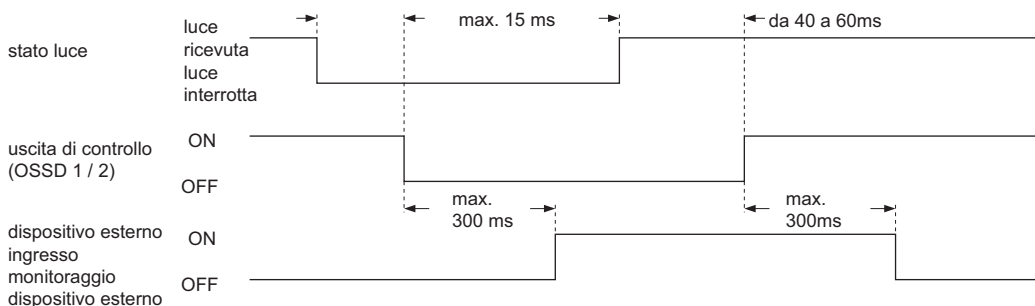 luce
ricevuta
luce
interrotta
stato luce
max. 15 ms
da 40 a 60ms
uscita di controllo
(OSSD 1 / 2)
ON
OFF
max.
300 ms
max.
300ms
dispositivo esterno
ingresso
monitoraggio
dispositivo esterno
ON
OFF